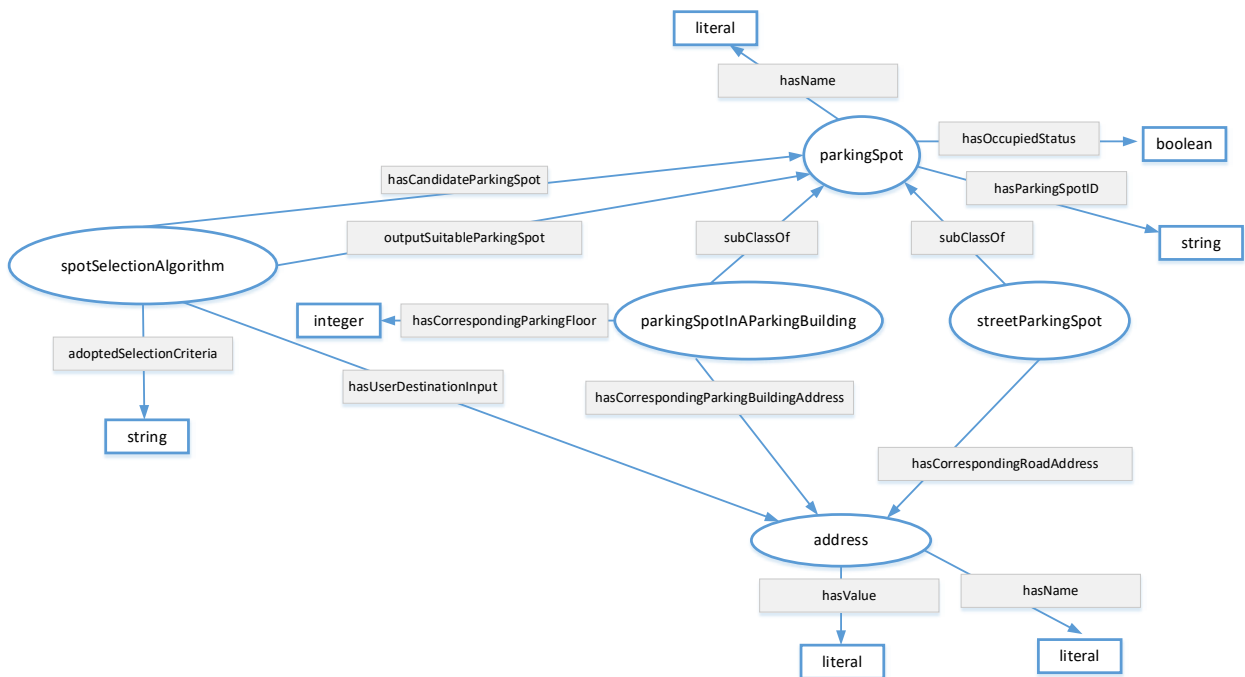 literal
hasName
hasOccupiedStatus
boolean
parkingSpot
hasCandidateParkingSpot
hasParkingSpotID
outputSuitableParkingSpot
subClassOf
subClassOf
string
spotSelectionAlgorithm
integer
hasCorrespondingParkingFloor
parkingSpotInAParkingBuilding
streetParkingSpot
adoptedSelectionCriteria
hasUserDestinationInput
hasCorrespondingParkingBuildingAddress
string
hasCorrespondingRoadAddress
address
hasValue
hasName
literal
literal